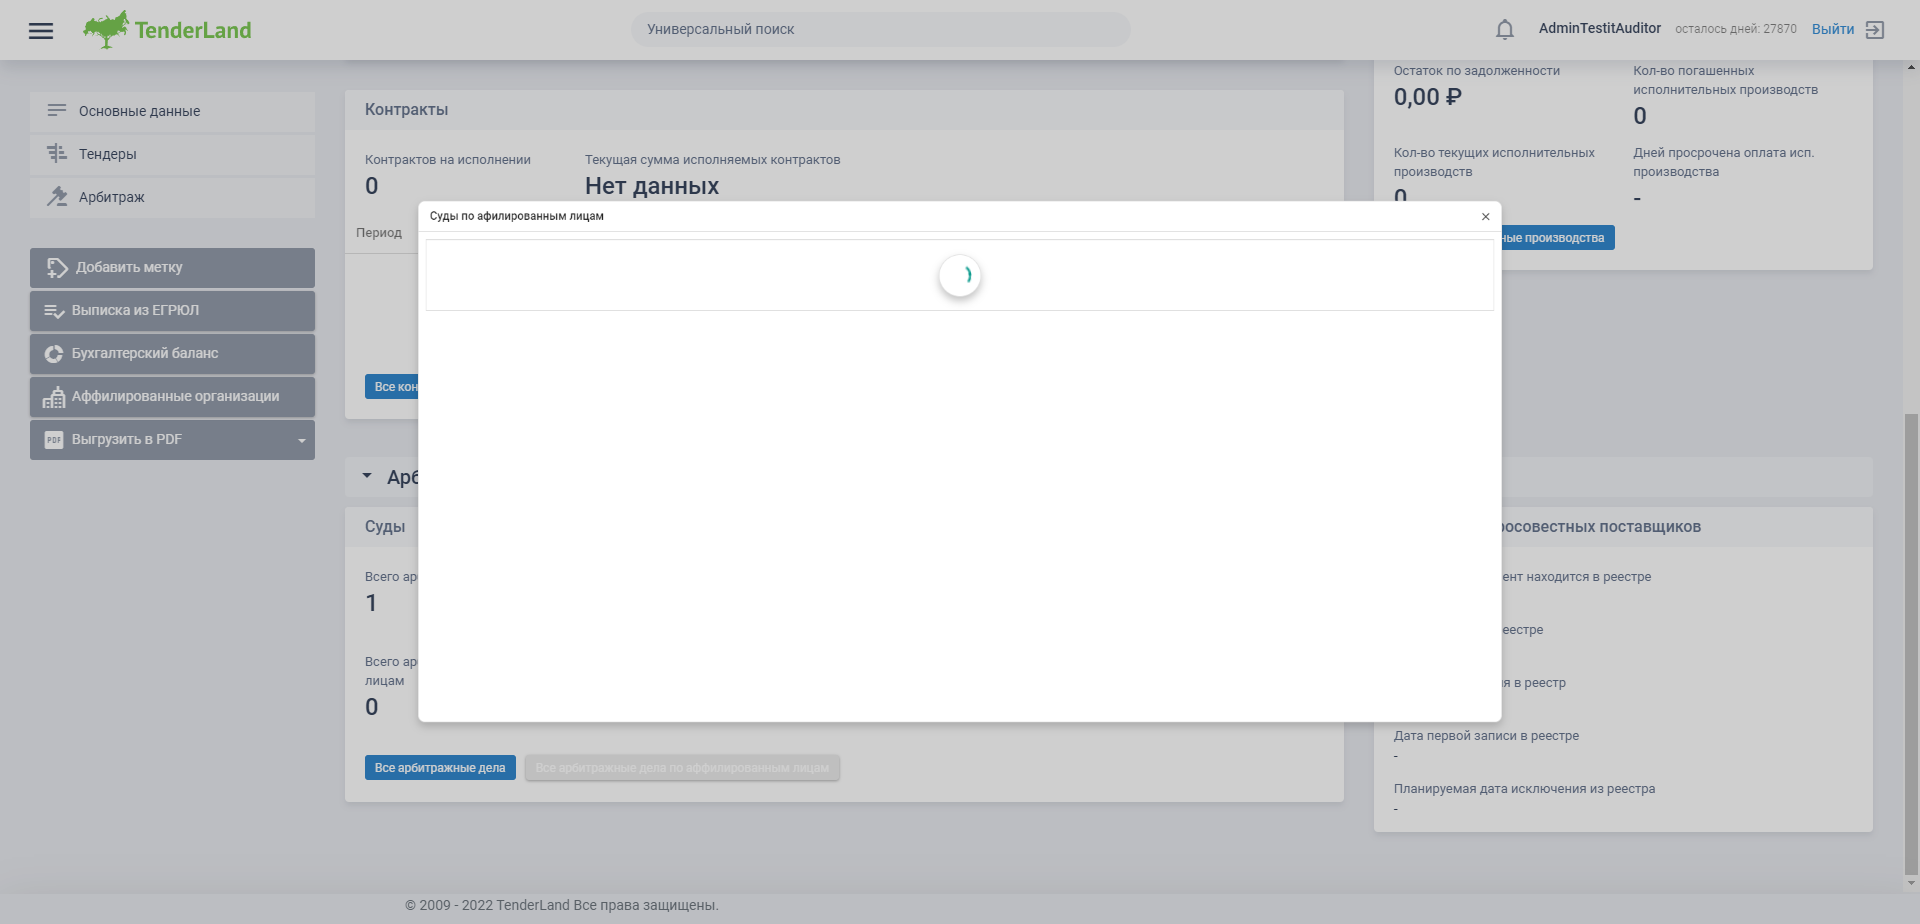 TenderLand
Универсальный поиск
AdminTestitAuditor
осталось дней: 27870
Выйти
Основные данные
Тендеры
Арбитраж
Добавить метку
Выписка из ЕГРЮЛ
Бухгалтерский баланс
Аффилированные организации
PDF Выгрузить в PDF
Контракты
Контрактов на исполнении
0
Текущая сумма исполняемых контрактов
Нет данных
Период
Все кон
Остаток по задолженности
0,00 ₽
Кол-во погашенных
исполнительных производств
0
Кол-во текущих исполнительных
производств
0
Дней просрочена оплата исп.
производства
-
ные производства
Суды по афилированным лицам
Арб
Суды
Всего ар
1
Всего ар
лицам
0
Все арбитражные дела
Все арбитражные дела по аффилированным лицам
росовестных поставщиков
ент находится в реестре
еестре
ия в реестр
Дата первой записи в реестре
-
Планируемая дата исключения из реестра
-
© 2009 - 2022 TenderLand Все права защищены.